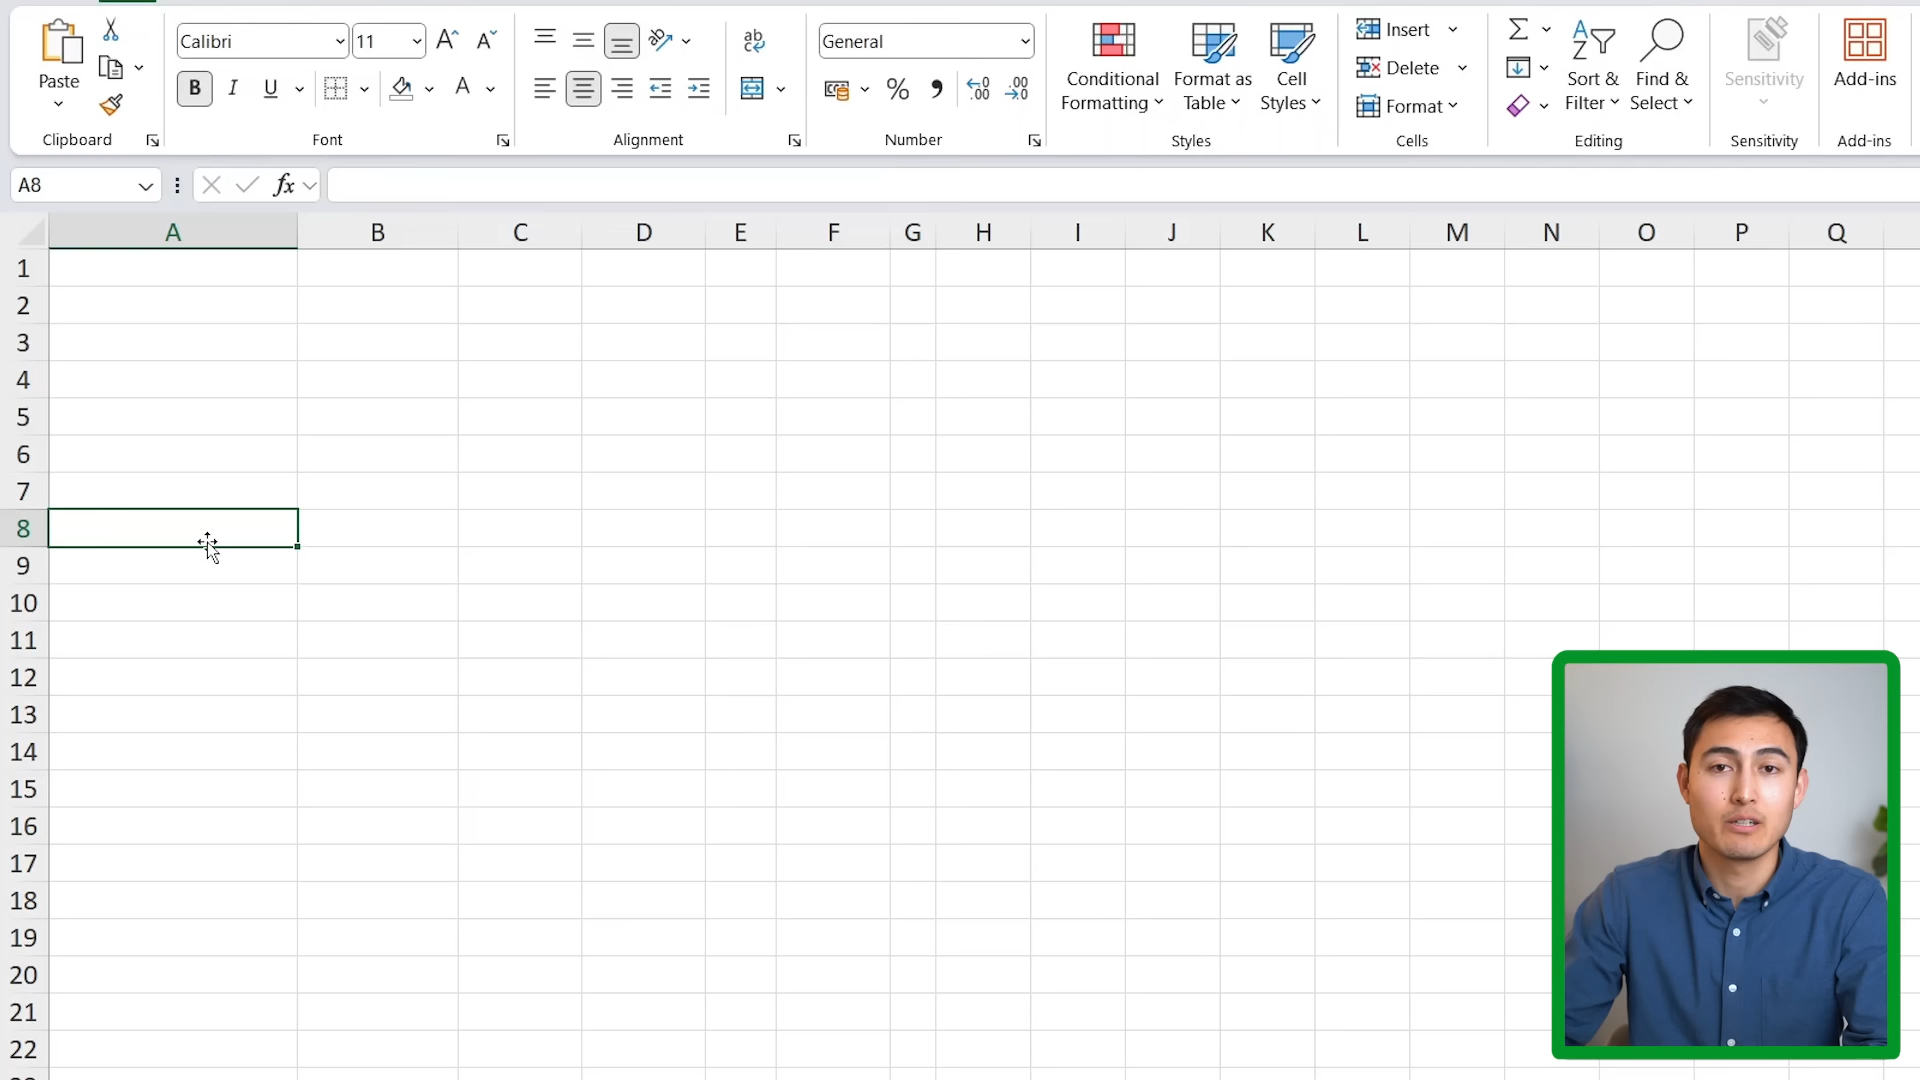 Paste
Clipboard
Calibri
11
B I U A
Font
ab
Alignment
General
%
Number
Conditional
Formatting
Format as
Table
Cell
Styles
Styles
Insert
Delete
Format
Cells
Sort &
Filter
Find &
Select
Editing
Sensitivity
Sensitivity
Add-ins
Add-ins
A8
fx
A B C D E F G H I J K L M N O P Q
1
2
3
4
5
6
7
8
9
10
11
12
13
14
15
16
17
18
19
20
21
22